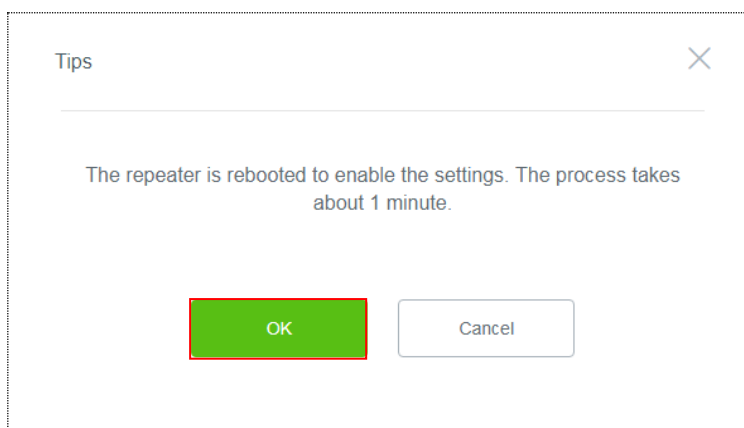 Tips
The repeater is rebooted to enable the settings. The process takes
about 1 minute.
OK
Cancel